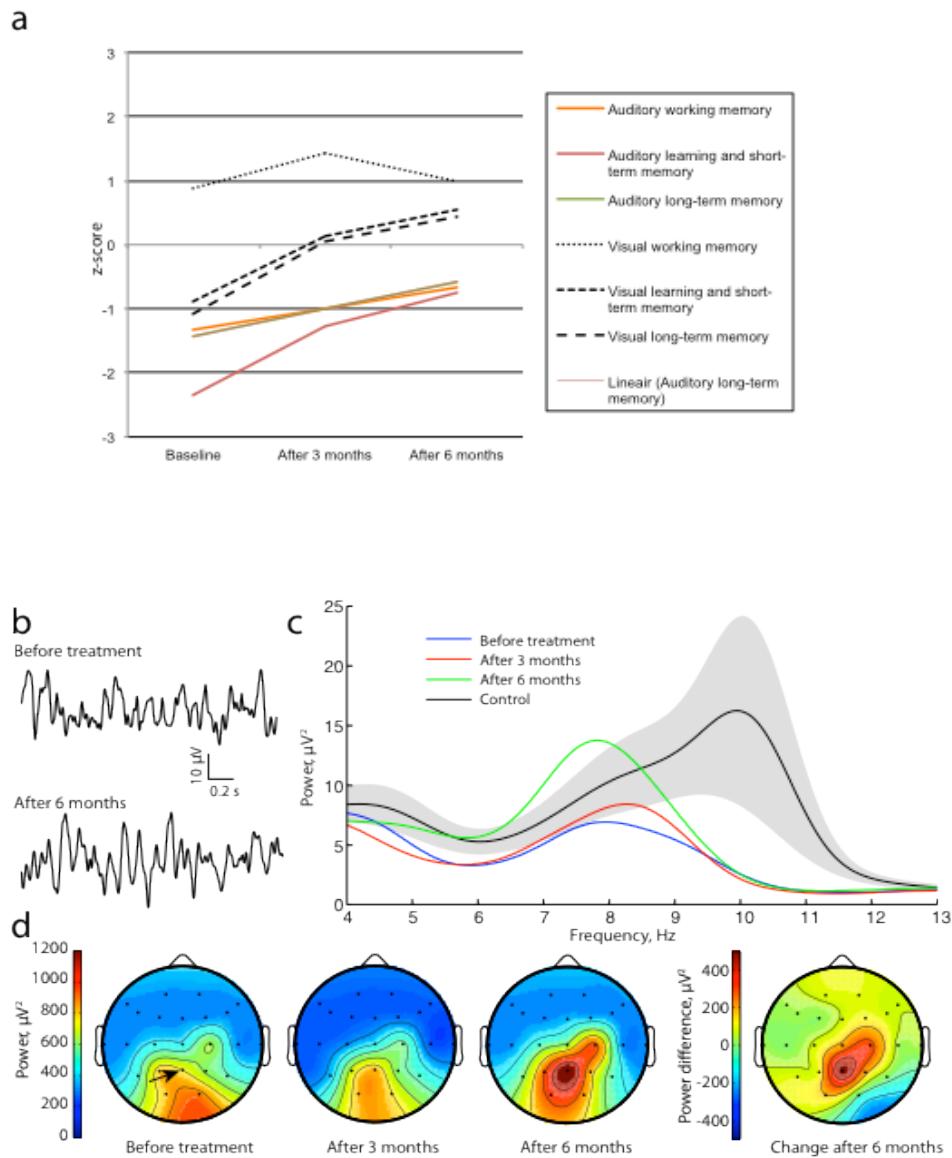 a
3
2
1
0
-1
-2
-3
z-score
Baseline
After 3 months
After 6 months
Auditory working memory
Auditory learning and short-
term memory
Auditory long-term memory
Visual working memory
Visual learning and short-
term memory
Visual long-term memory
Lineair (Auditory long-term
memory)
b
Before treatment
10 µV
0.2 s
After 6 months
c
25
20
15
10
5
0
Power, µV²
Before treatment
After 3 months
After 6 months
Control
4 5 6 7 8 9 10 11 12 13
Frequency, Hz
d
1200
1000
800
600
400
200
0
Power, µV²
Before treatment
After 3 months
After 6 months
400
200
0
-200
-400
Power difference, µV²
Change after 6 months